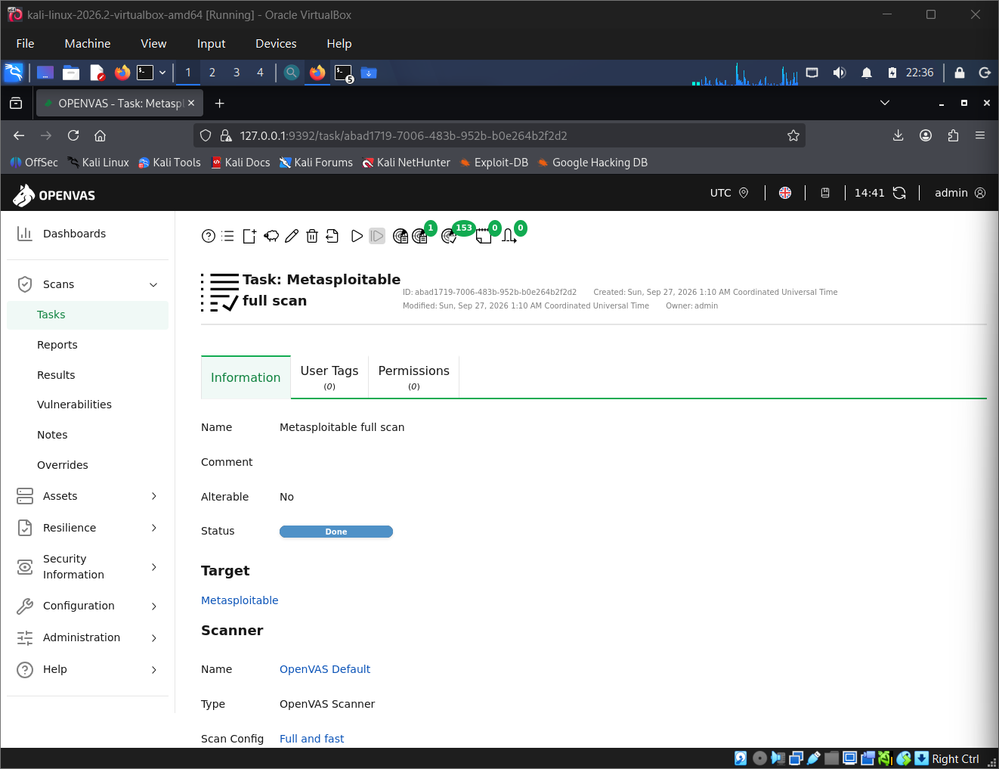 kali-linux-2026.2-virtualbox-amd64 [Running] - Oracle VirtualBox
File Machine View Input Devices Help
1 2 3 4 5 22:36
OPENVAS - Task: Metaspl
127.0.0.1:9392/task/abad1719-7006-483b-952b-b0e264b2f2d2
OffSec Kali Linux Kali Tools Kali Docs Kali Forums Kali NetHunter Exploit-DB Google Hacking DB
OPENVAS UTC 14:41 admin
Dashboards
Scans
Tasks
Reports
Results
Vulnerabilities
Notes
Overrides
Assets
Resilience
Security
Information
Configuration
Administration
Help
1 153 0 0
Task: Metasploitable
full scan
ID: abad1719-7006-483b-952b-b0e264b2f2d2 Created: Sun, Sep 27, 2026 1:10 AM Coordinated Universal Time
Modified: Sun, Sep 27, 2026 1:10 AM Coordinated Universal Time Owner: admin
Information
User Tags
(0)
Permissions
(0)
Name Metasploitable full scan
Comment
Alterable No
Status Done
Target
Metasploitable
Scanner
Name OpenVAS Default
Type OpenVAS Scanner
Scan Config Full and fast
Right Ctrl